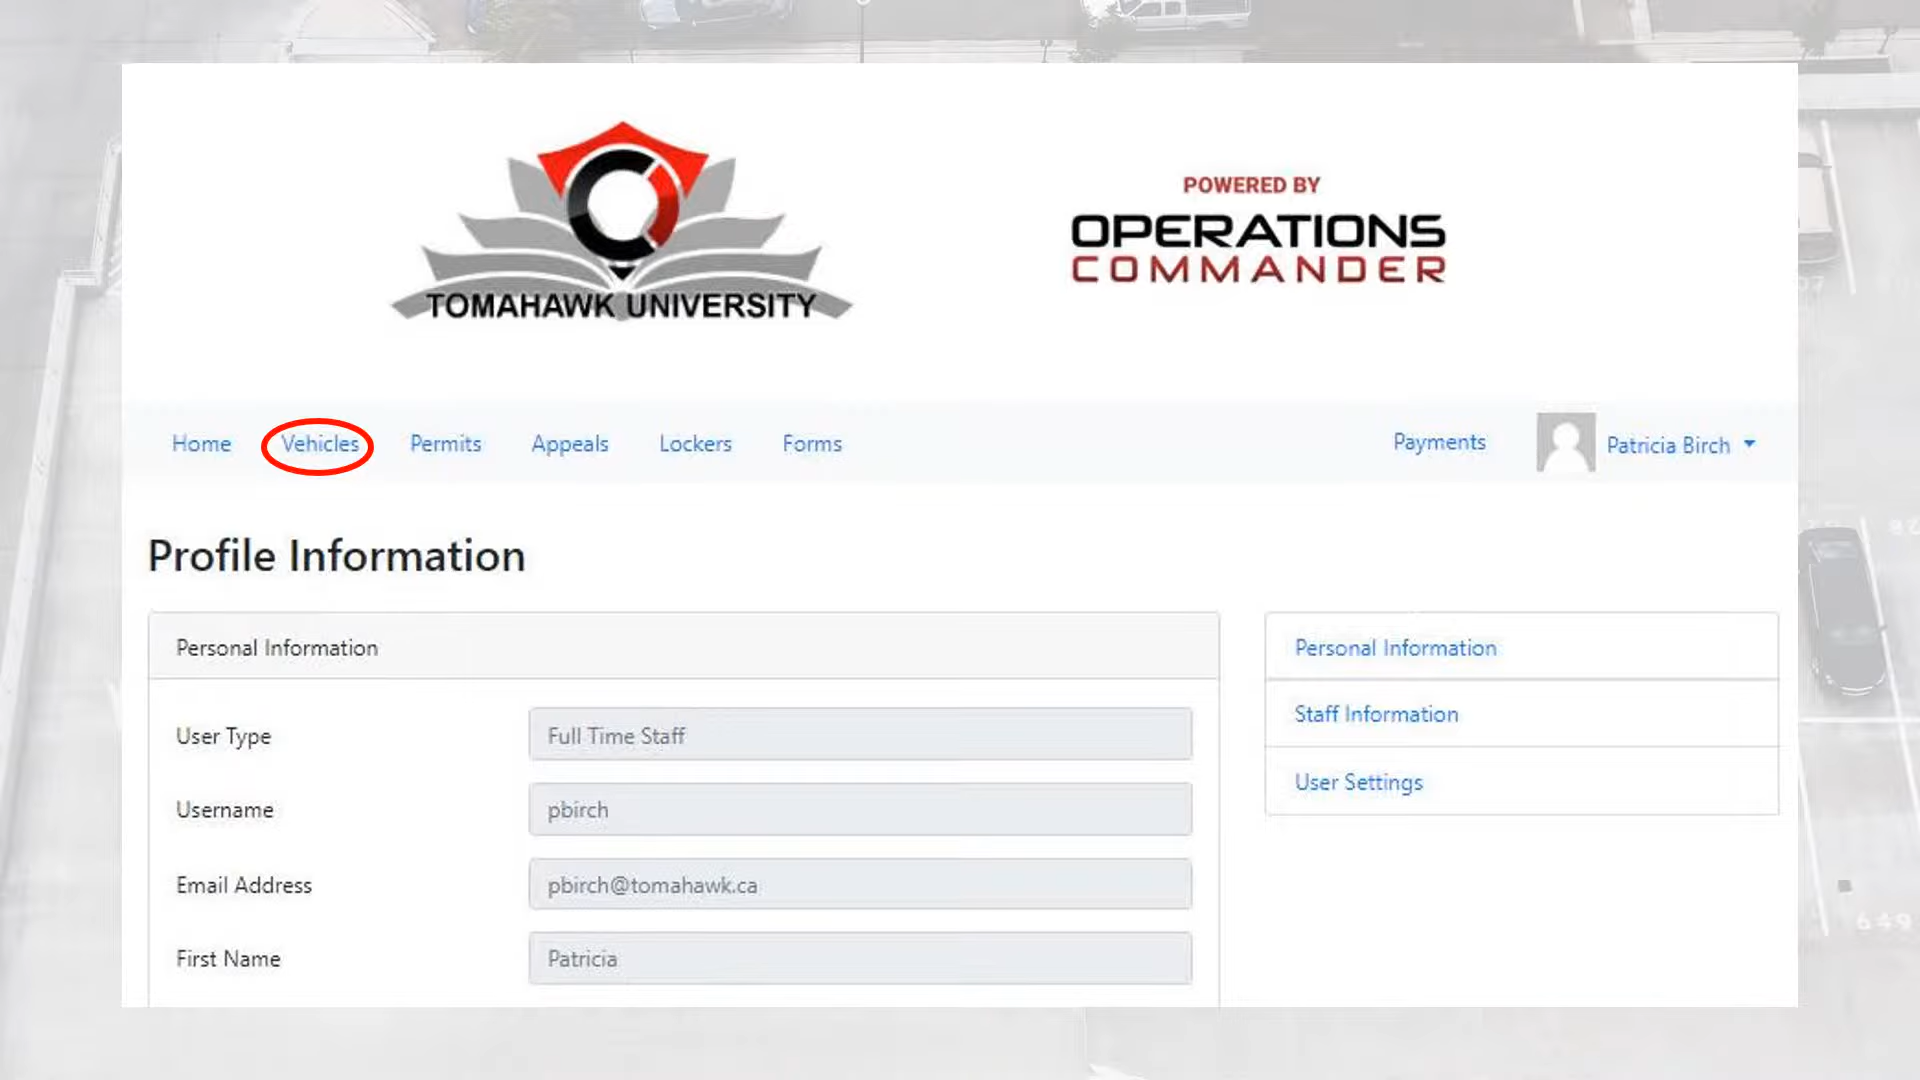 TOMAHAWK UNIVERSITY
POWERED BY
OPERATIONS
COMMANDER
Home Vehicles Permits Appeals Lockers Forms Payments Patricia Birch
Profile Information
Personal Information
User Type Full Time Staff
Username pbirch
Email Address pbirch@tomahawk.ca
First Name Patricia
Personal Information
Staff Information
User Settings
649